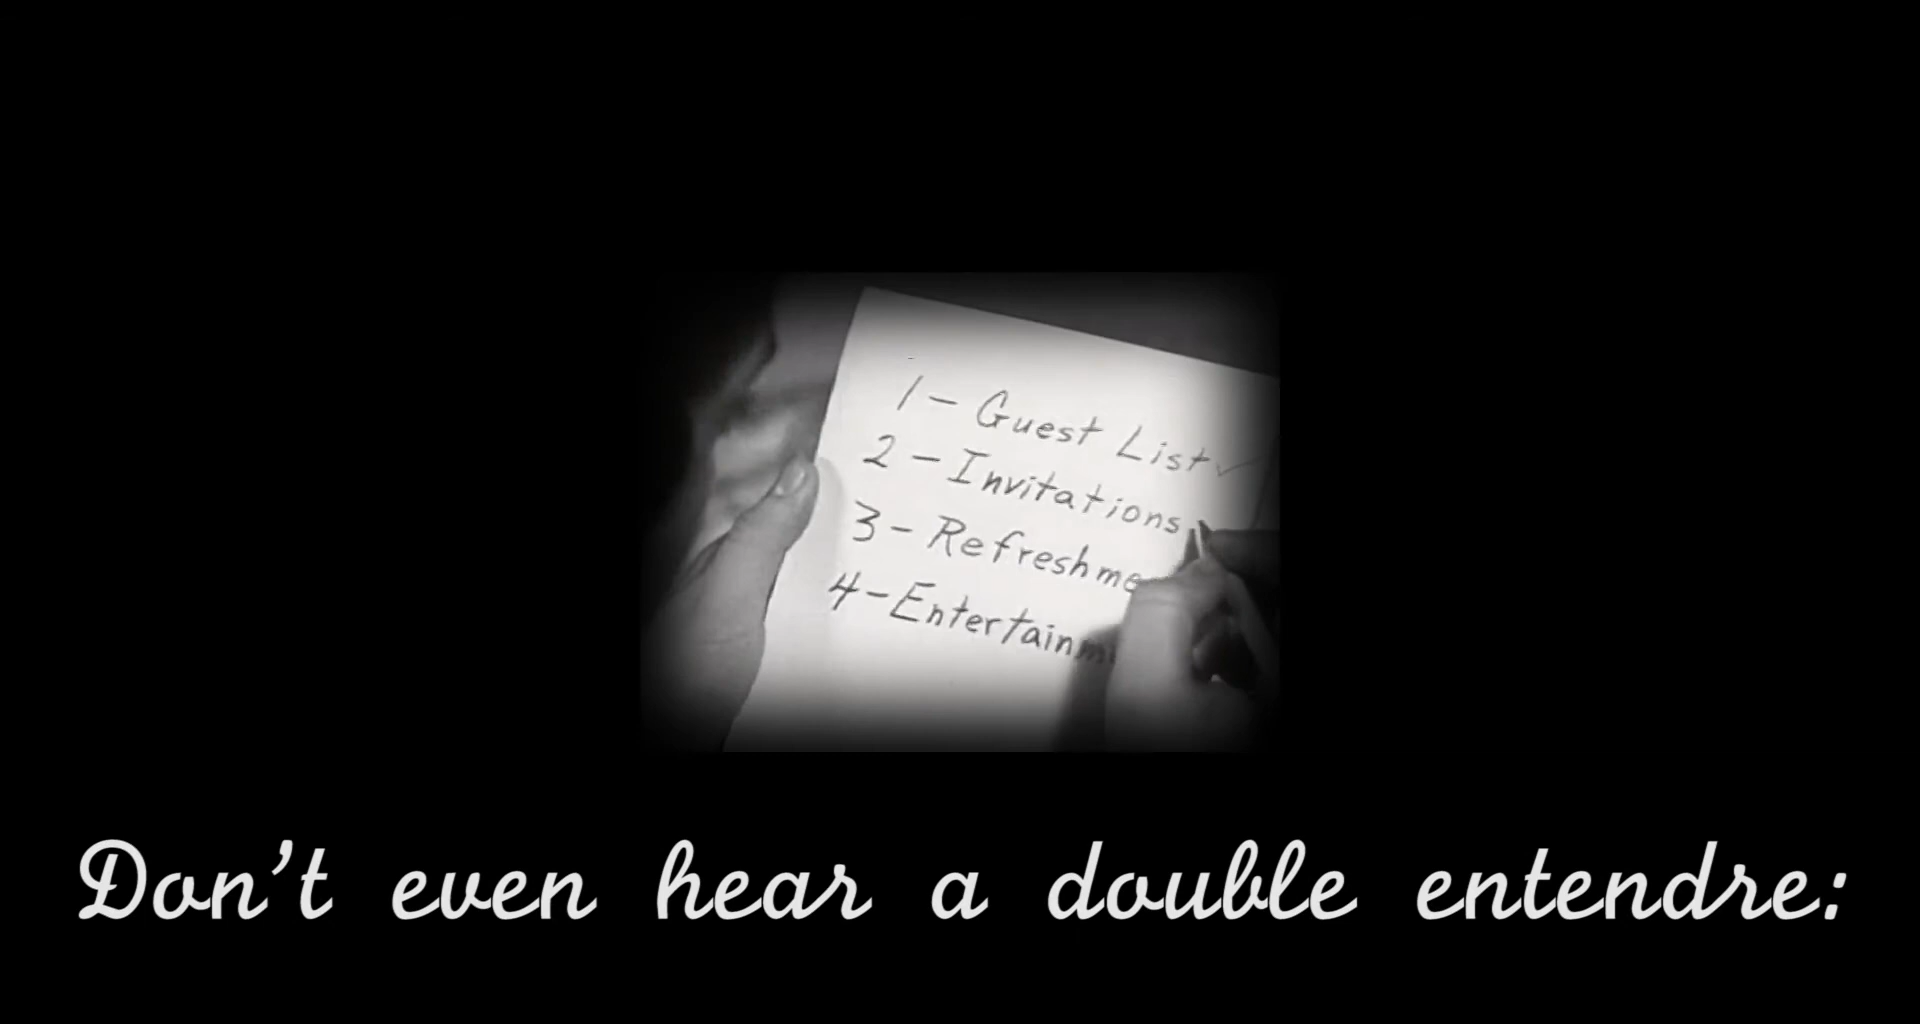 1 - Guest List ✓
2 - Invitations
3 - Refreshme
4 - Entertainm
Don't even hear a double entendre: